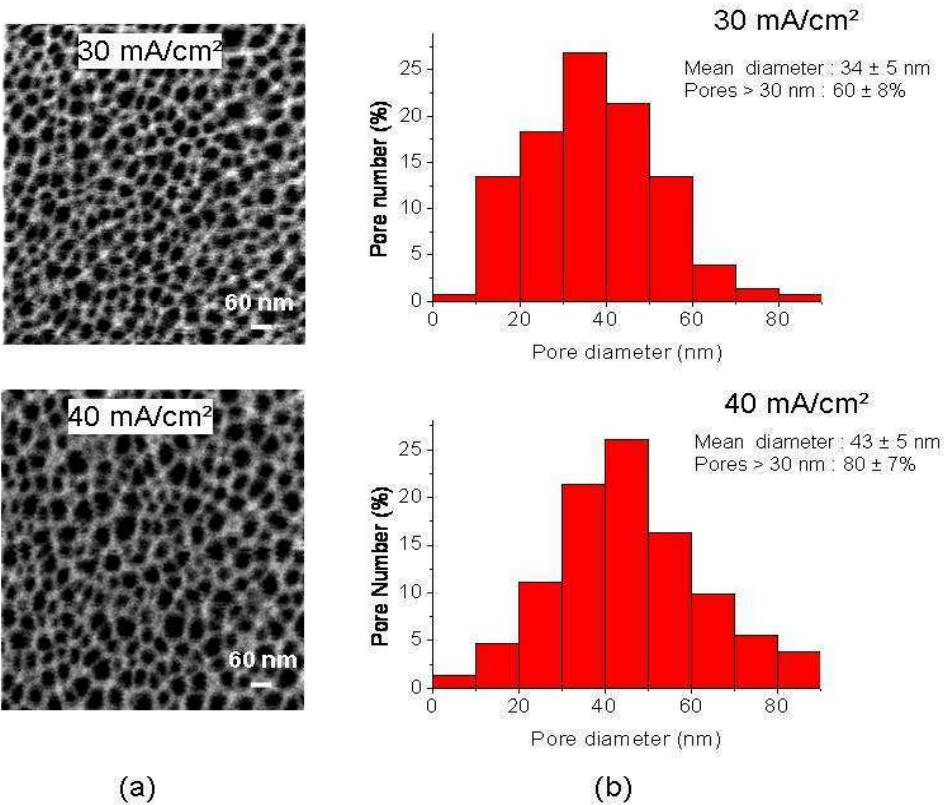 30 mA/cm²
60 nm
30 mA/cm²
Mean diameter : 34 ± 5 nm
Pores > 30 nm : 60 ± 8%
Pore number (%)
25
20
15
10
5
0
0 20 40 60 80
Pore diameter (nm)
40 mA/cm²
60 nm
40 mA/cm²
Mean diameter : 43 ± 5 nm
Pores > 30 nm : 80 ± 7%
Pore Number (%)
25
20
15
10
5
0
0 20 40 60 80
Pore diameter (nm)
(a) (b)